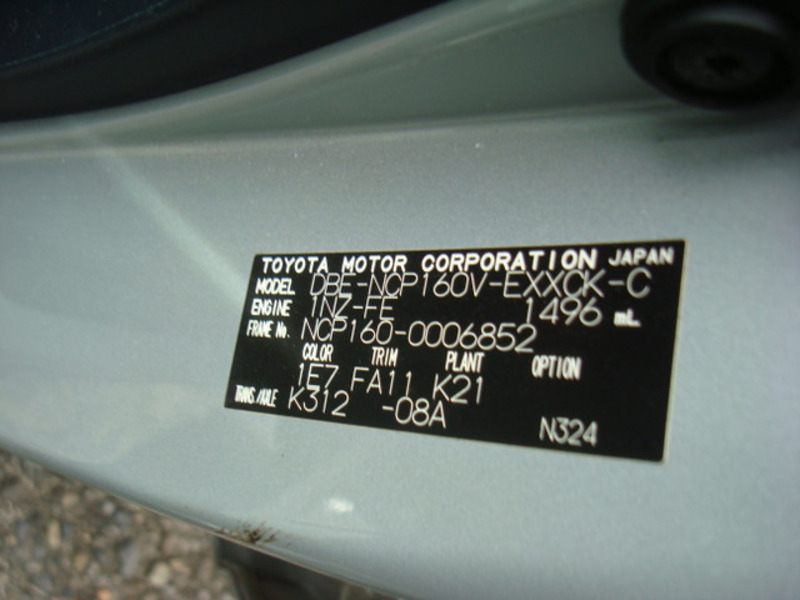 TOYOTA MOTOR CORPORATION JAPAN
MODEL DBE-NCP160V-EXXCK-C
ENGINE 1NZ-FE 1496 mL
FRAME No. NCP160-0006852
COLOR TRIM PLANT OPTION
1E7 FA11 K21
TRANS./AXLE K312 -08A
N324